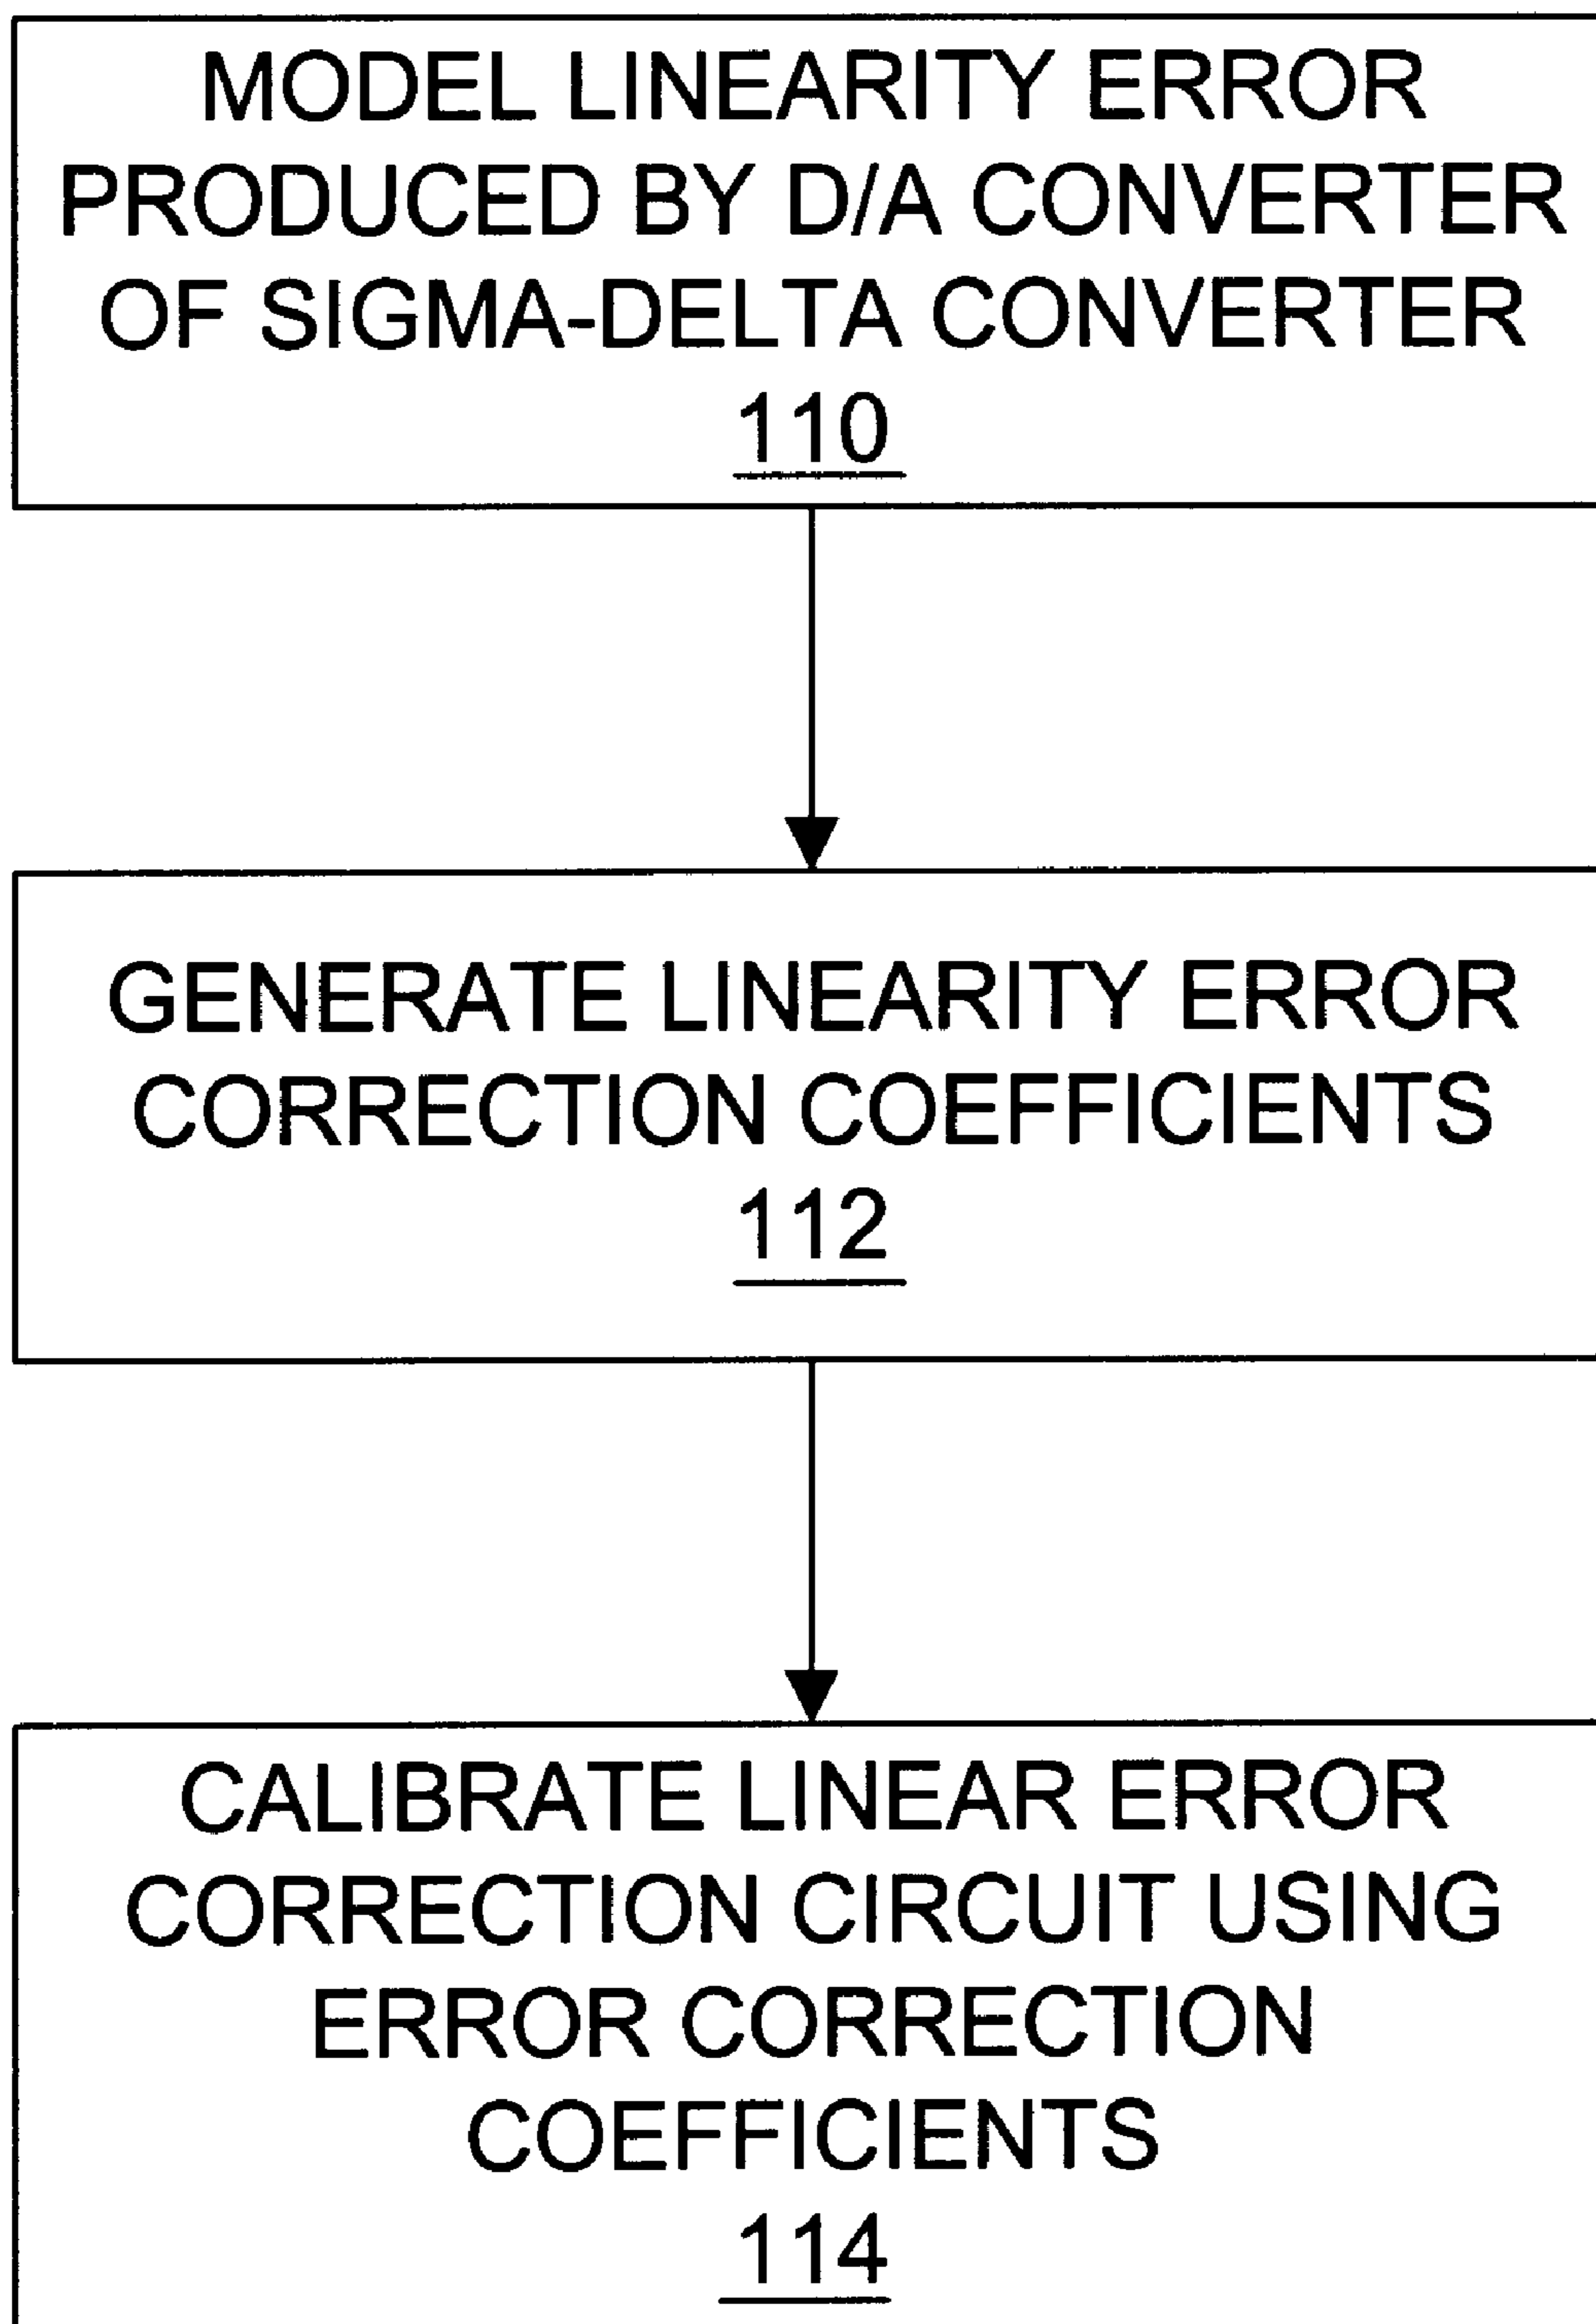 MODEL LINEARITY ERROR
PRODUCED BY D/A CONVERTER
OF SIGMA-DELTA CONVERTER
110
GENERATE LINEARITY ERROR
CORRECTION COEFFICIENTS
112
CALIBRATE LINEAR ERROR
CORRECTION CIRCUIT USING
ERROR CORRECTION
COEFFICIENTS
114